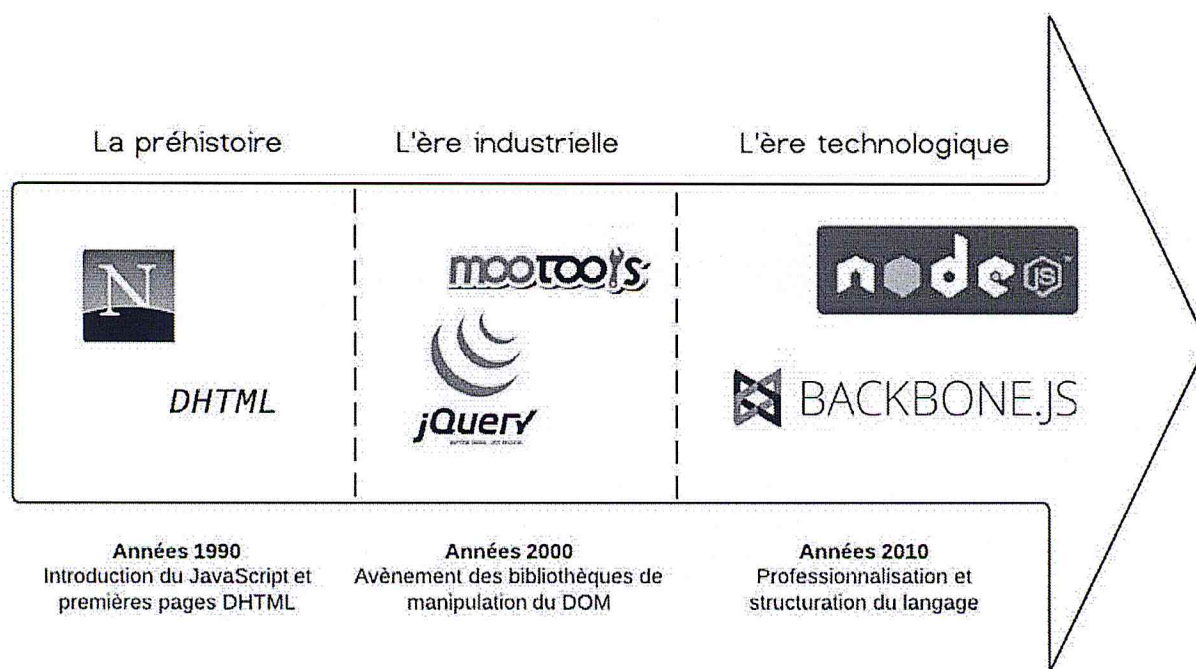 La préhistoire
L'ère industrielle
L'ère technologique
N
DHTML
mootools
jQuery
node JS
BACKBONE.JS
Années 1990
Introduction du JavaScript et
premières pages DHTML
Années 2000
Avènement des bibliothèques de
manipulation du DOM
Années 2010
Professionnalisation et
structuration du langage